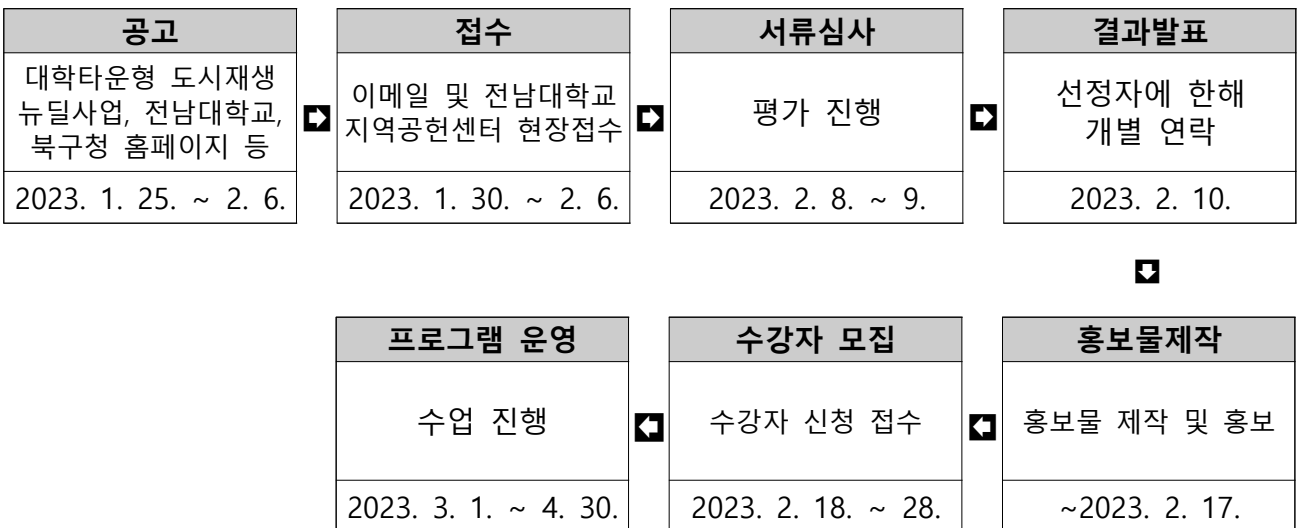 공고
대학타운형 도시재생
뉴딜사업, 전남대학교,
북구청 홈페이지 등
2023. 1. 25. ~ 2. 6.
접수
이메일 및 전남대학교
지역공헌센터 현장접수
2023. 1. 30. ~ 2. 6.
서류심사
평가 진행
2023. 2. 8. ~ 9.
결과발표
선정자에 한해
개별 연락
2023. 2. 10.
홍보물제작
홍보물 제작 및 홍보
~2023. 2. 17.
수강자 모집
수강자 신청 접수
2023. 2. 18. ~ 28.
프로그램 운영
수업 진행
2023. 3. 1. ~ 4. 30.